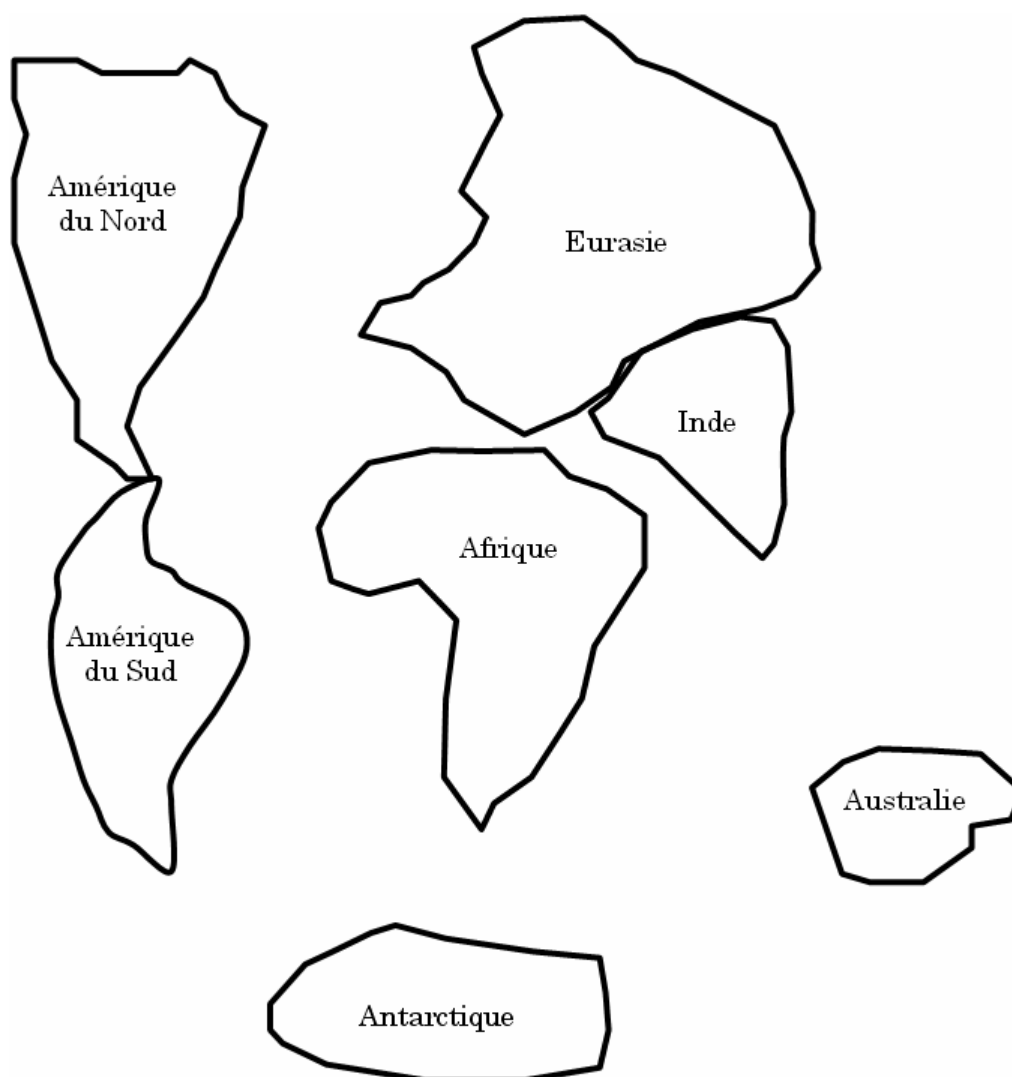 Amérique
du Nord
Eurasie
Inde
Afrique
Amérique
du Sud
Australie
Antarctique